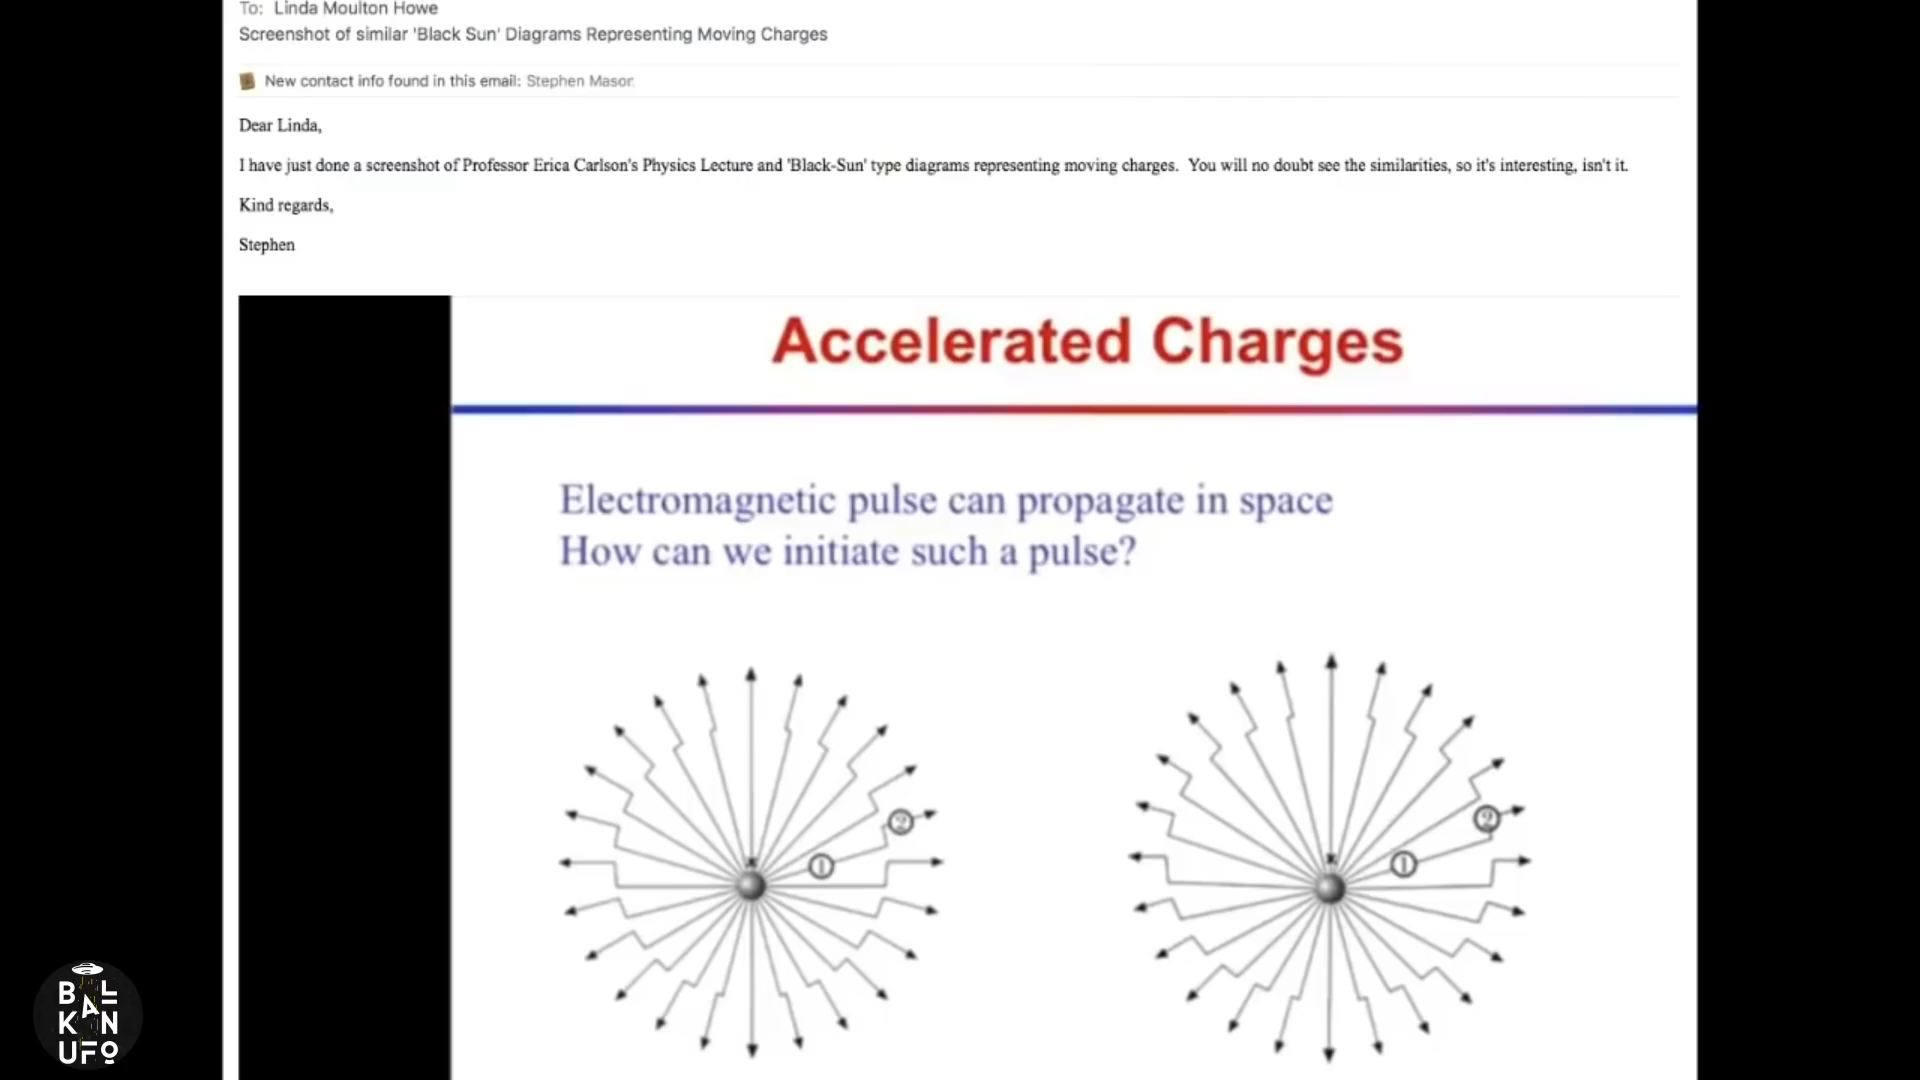 To: Linda Moulton Howe
Screenshot of similar 'Black Sun' Diagrams Representing Moving Charges
New contact info found in this email: Stephen Mason
Dear Linda,
I have just done a screenshot of Professor Erica Carlson's Physics Lecture and 'Black-Sun' type diagrams representing moving charges. You will no doubt see the similarities, so it's interesting, isn't it.
Kind regards,
Stephen
Accelerated Charges
Electromagnetic pulse can propagate in space
How can we initiate such a pulse?
1 2
1 2
BALKAN UFO